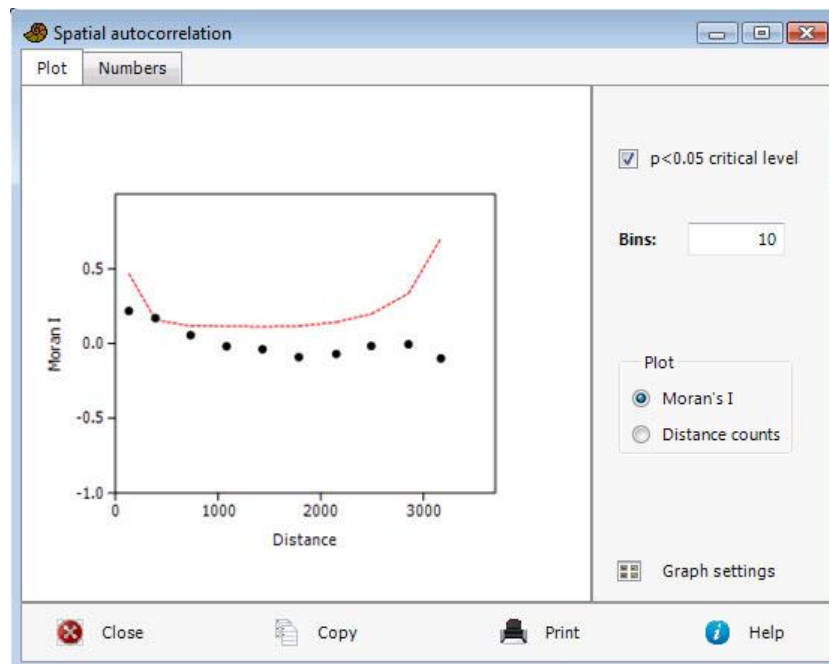 Spatial autocorrelation
Plot
Numbers
p<0.05 critical level
Bins:
10
0.5
0.0
-0.5
-1.0
Moran I
0
1000
2000
3000
Distance
Plot
Moran's I
Distance counts
Graph settings
Close
Copy
Print
Help